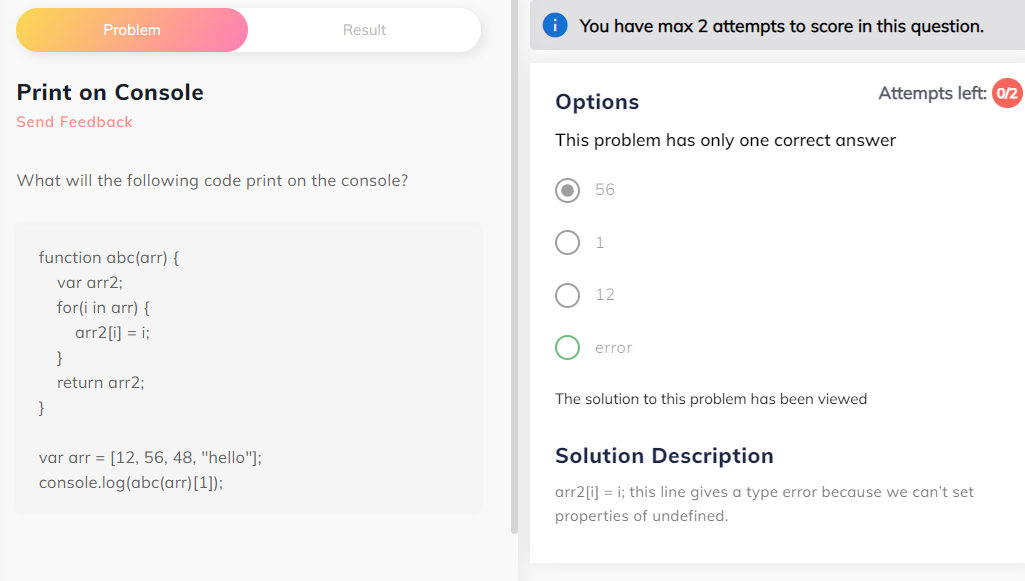 Problem
Result
Print on Console
Send Feedback
What will the following code print on the console?
function abc(arr) {
    var arr2;
    for(i in arr) {
        arr2[i] = i;
    }
    return arr2;
}
var arr = [12, 56, 48, "hello"];
console.log(abc(arr)[1]);
i
You have max 2 attempts to score in this question.
Options
Attempts left: 0/2
This problem has only one correct answer
56
1
12
error
The solution to this problem has been viewed
Solution Description
arr2[i] = i; this line gives a type error because we can't set
properties of undefined.